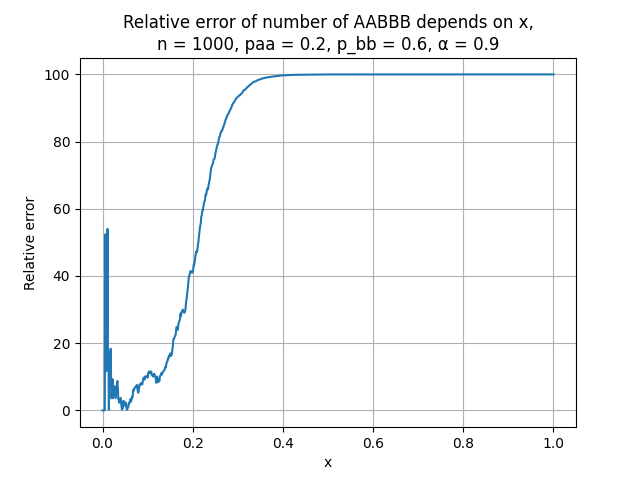 Relative error of number of AABBB depends on x,
n = 1000, paa = 0.2, p_bb = 0.6, α = 0.9
100
80
60
40
20
0
Relative error
0.0 0.2 0.4 0.6 0.8 1.0
x